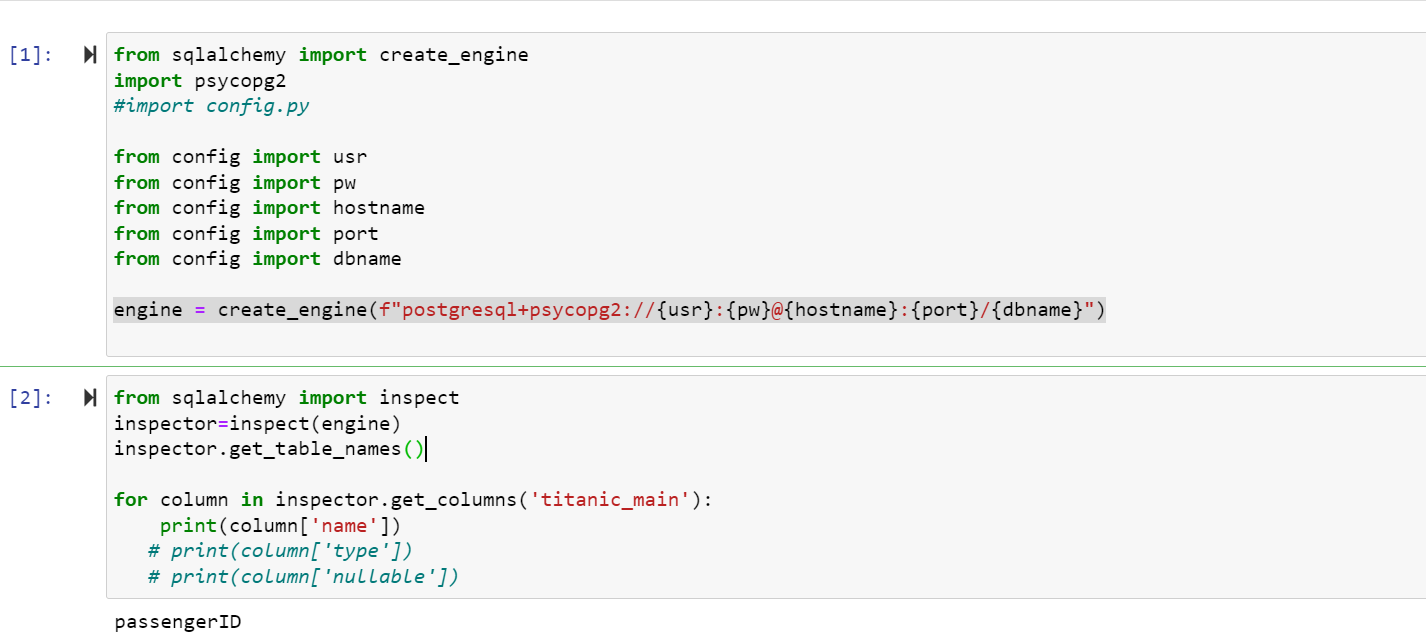 [1]:
from sqlalchemy import create_engine
import psycopg2
#import config.py
from config import usr
from config import pw
from config import hostname
from config import port
from config import dbname
engine = create_engine(f"postgresql+psycopg2://{usr}:{pw}@{hostname}:{port}/{dbname}")
[2]:
from sqlalchemy import inspect
inspector=inspect(engine)
inspector.get_table_names()
for column in inspector.get_columns('titanic_main'):
    print(column['name'])
   # print(column['type'])
   # print(column['nullable'])
passengerID